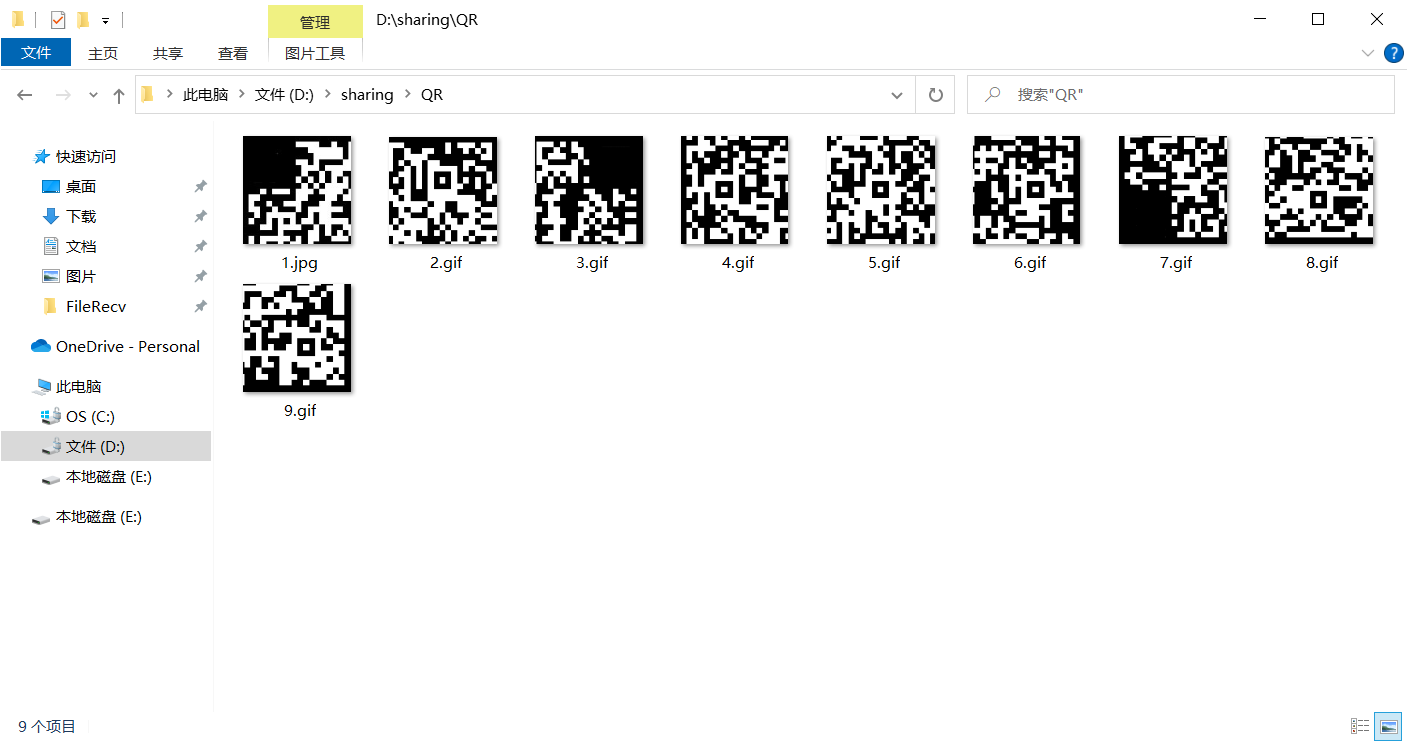 管理
D:\sharing\QR
文件
主页
共享
查看
图片工具
?
此电脑
文件 (D:)
sharing
QR
搜索"QR"
快速访问
桌面
下载
文档
图片
FileRecv
OneDrive - Personal
此电脑
OS (C:)
文件 (D:)
本地磁盘 (E:)
本地磁盘 (E:)
1.jpg
2.gif
3.gif
4.gif
5.gif
6.gif
7.gif
8.gif
9.gif
9 个项目